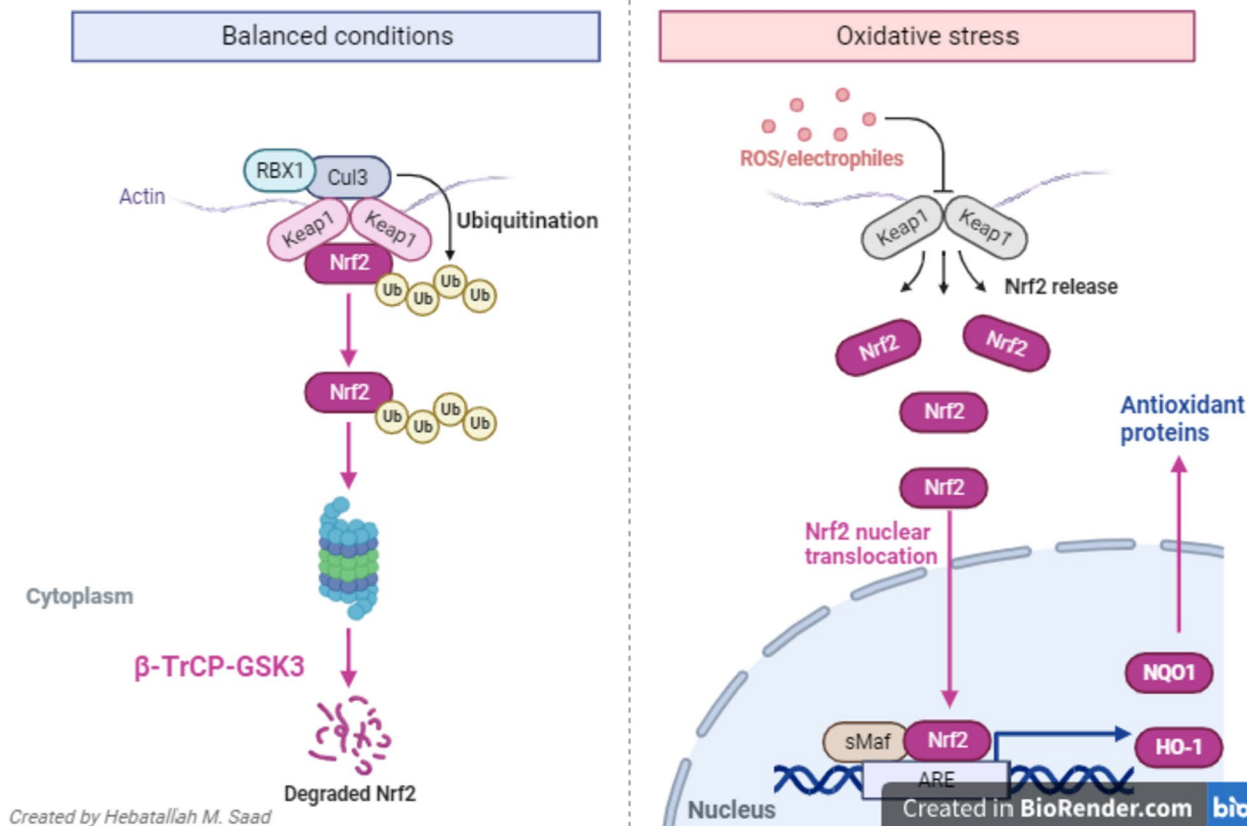 Balanced conditions
RBX1
Cul3
Actin
Keap1
Keap1
Ubiquitination
Nrf2
Ub
Ub
Ub
Ub
Nrf2
Ub
Ub
Ub
Ub
Cytoplasm
β-TrCP-GSK3
Degraded Nrf2
Created by Hebatallah M. Saad
Oxidative stress
ROS/electrophiles
Keap1
Keap1
Nrf2 release
Nrf2
Nrf2
Nrf2
Nrf2
Antioxidant
proteins
Nrf2 nuclear
translocation
NQO1
sMaf
Nrf2
HO-1
ARE
Nucleus
Created in BioRender.com
bio